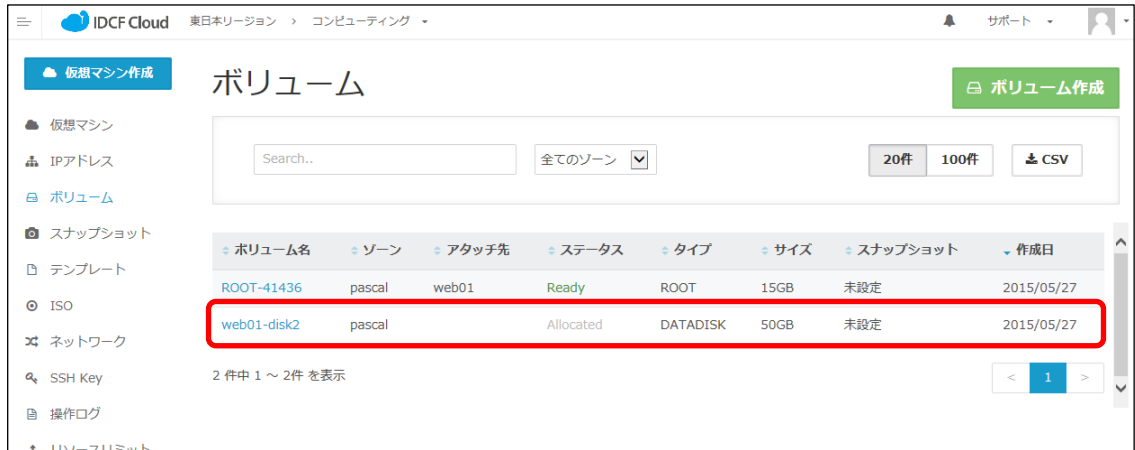 IDCF Cloud 東日本リージョン › コンピューティング サポート
仮想マシン作成
ボリューム
ボリューム作成
仮想マシン
IPアドレス
ボリューム
スナップショット
テンプレート
ISO
ネットワーク
SSH Key
操作ログ
リソースリミット
Search..
全てのゾーン
20件 100件 CSV
ボリューム名 ゾーン アタッチ先 ステータス タイプ サイズ スナップショット 作成日
ROOT-41436 pascal web01 Ready ROOT 15GB 未設定 2015/05/27
web01-disk2 pascal Allocated DATADISK 50GB 未設定 2015/05/27
2 件中 1 ～ 2件 を表示
< 1 >